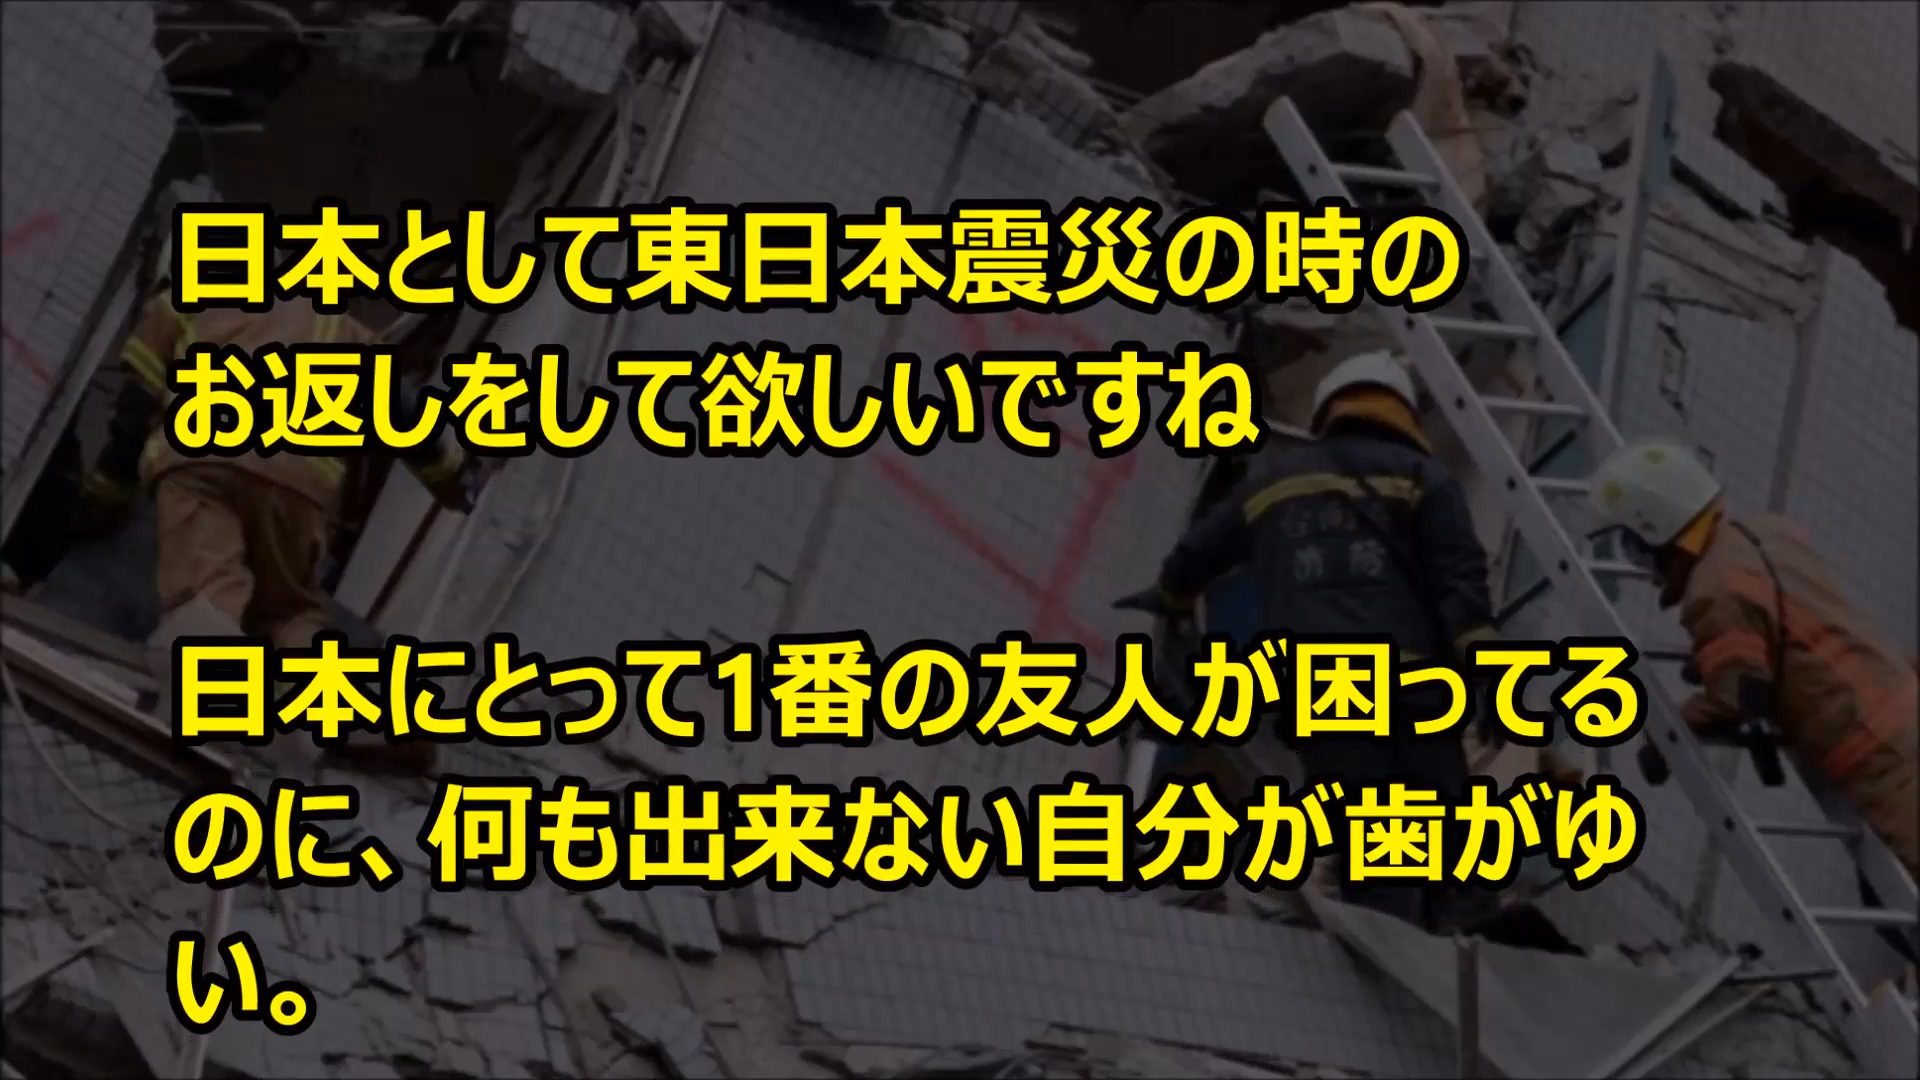 日本として東日本震災の時の
お返しをして欲しいですね
日本にとって1番の友人が困ってる
のに、何も出来ない自分が歯がゆ
い。
消防